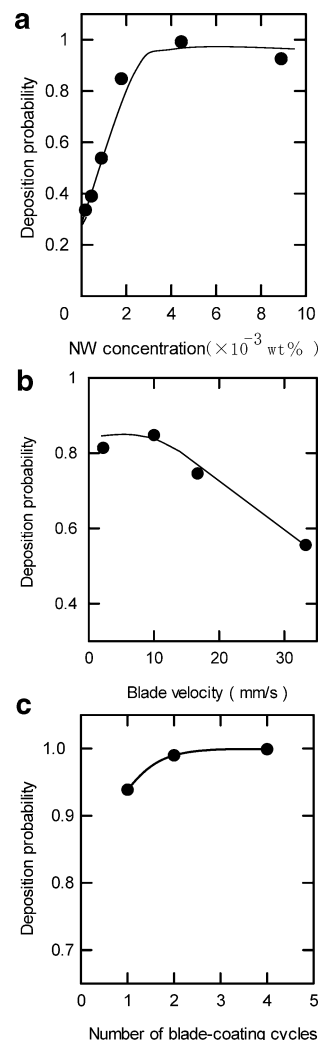 a
1
0.8
0.6
0.4
0.2
0 2 4 6 8 10
Deposition probability
NW concentration(×10⁻³ wt% )
b
1
0.8
0.6
0.4
0 10 20 30
Deposition probability
Blade velocity ( mm/s )
c
1.0
0.9
0.8
0.7
0 1 2 3 4 5
Deposition probability
Number of blade-coating cycles